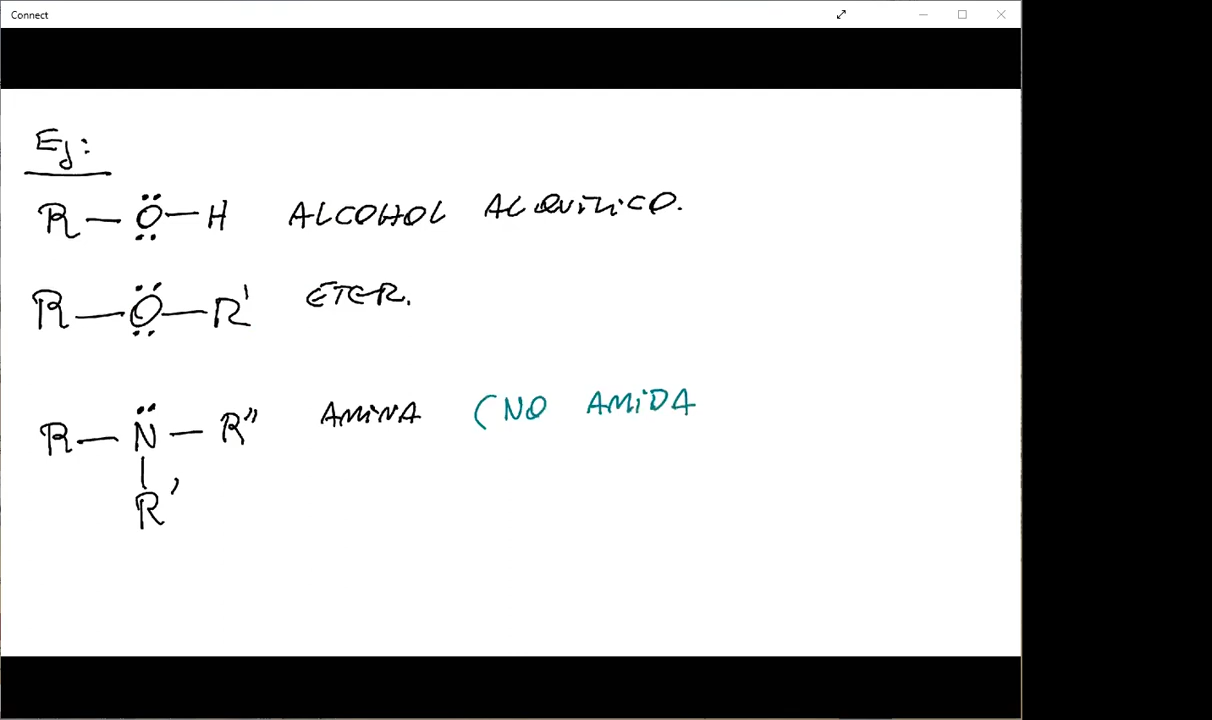 Connect
Ej:
R — Ö — H ALCOHOL ALQUILICO.
R — Ö — R' ETER.
R — N — R'' AMINA (NO AMIDA
R'